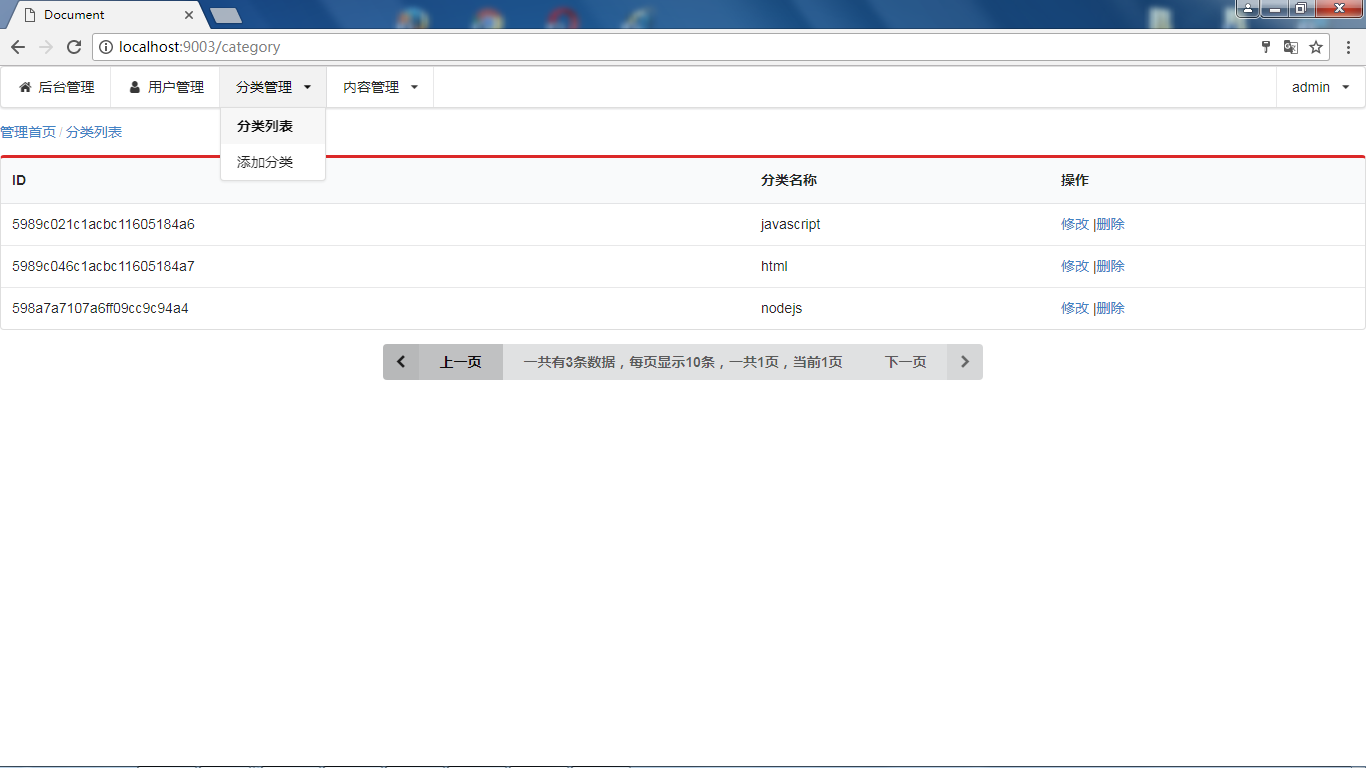 Document
localhost:9003/category
后台管理 用户管理 分类管理 内容管理 admin
分类列表
添加分类
管理首页 / 分类列表
ID 分类名称 操作
5989c021c1acbc11605184a6 javascript 修改 |删除
5989c046c1acbc11605184a7 html 修改 |删除
598a7a7107a6ff09cc9c94a4 nodejs 修改 |删除
上一页 一共有3条数据，每页显示10条，一共1页，当前1页 下一页